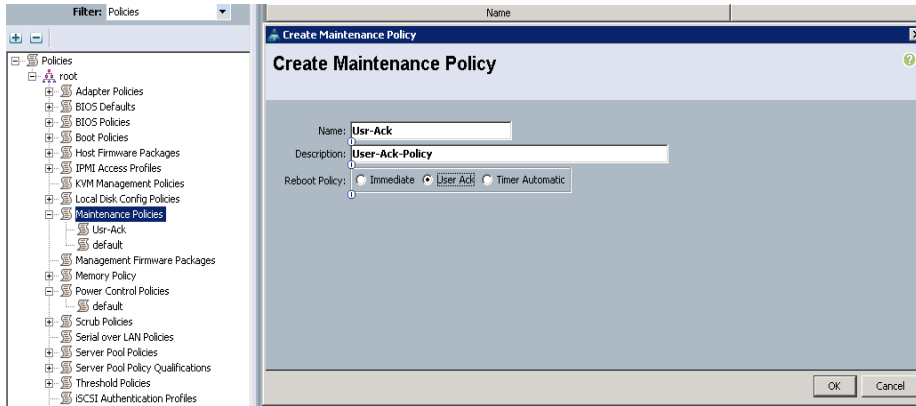 Filter: Policies
Policies
root
Adapter Policies
BIOS Defaults
BIOS Policies
Boot Policies
Host Firmware Packages
IPMI Access Profiles
KVM Management Policies
Local Disk Config Policies
Maintenance Policies
Usr-Ack
default
Management Firmware Packages
Memory Policy
Power Control Policies
default
Scrub Policies
Serial over LAN Policies
Server Pool Policies
Server Pool Policy Qualifications
Threshold Policies
iSCSI Authentication Profiles
Name
Create Maintenance Policy
Create Maintenance Policy
Name: Usr-Ack
Description: User-Ack-Policy
Reboot Policy: Immediate User Ack Timer Automatic
OK Cancel